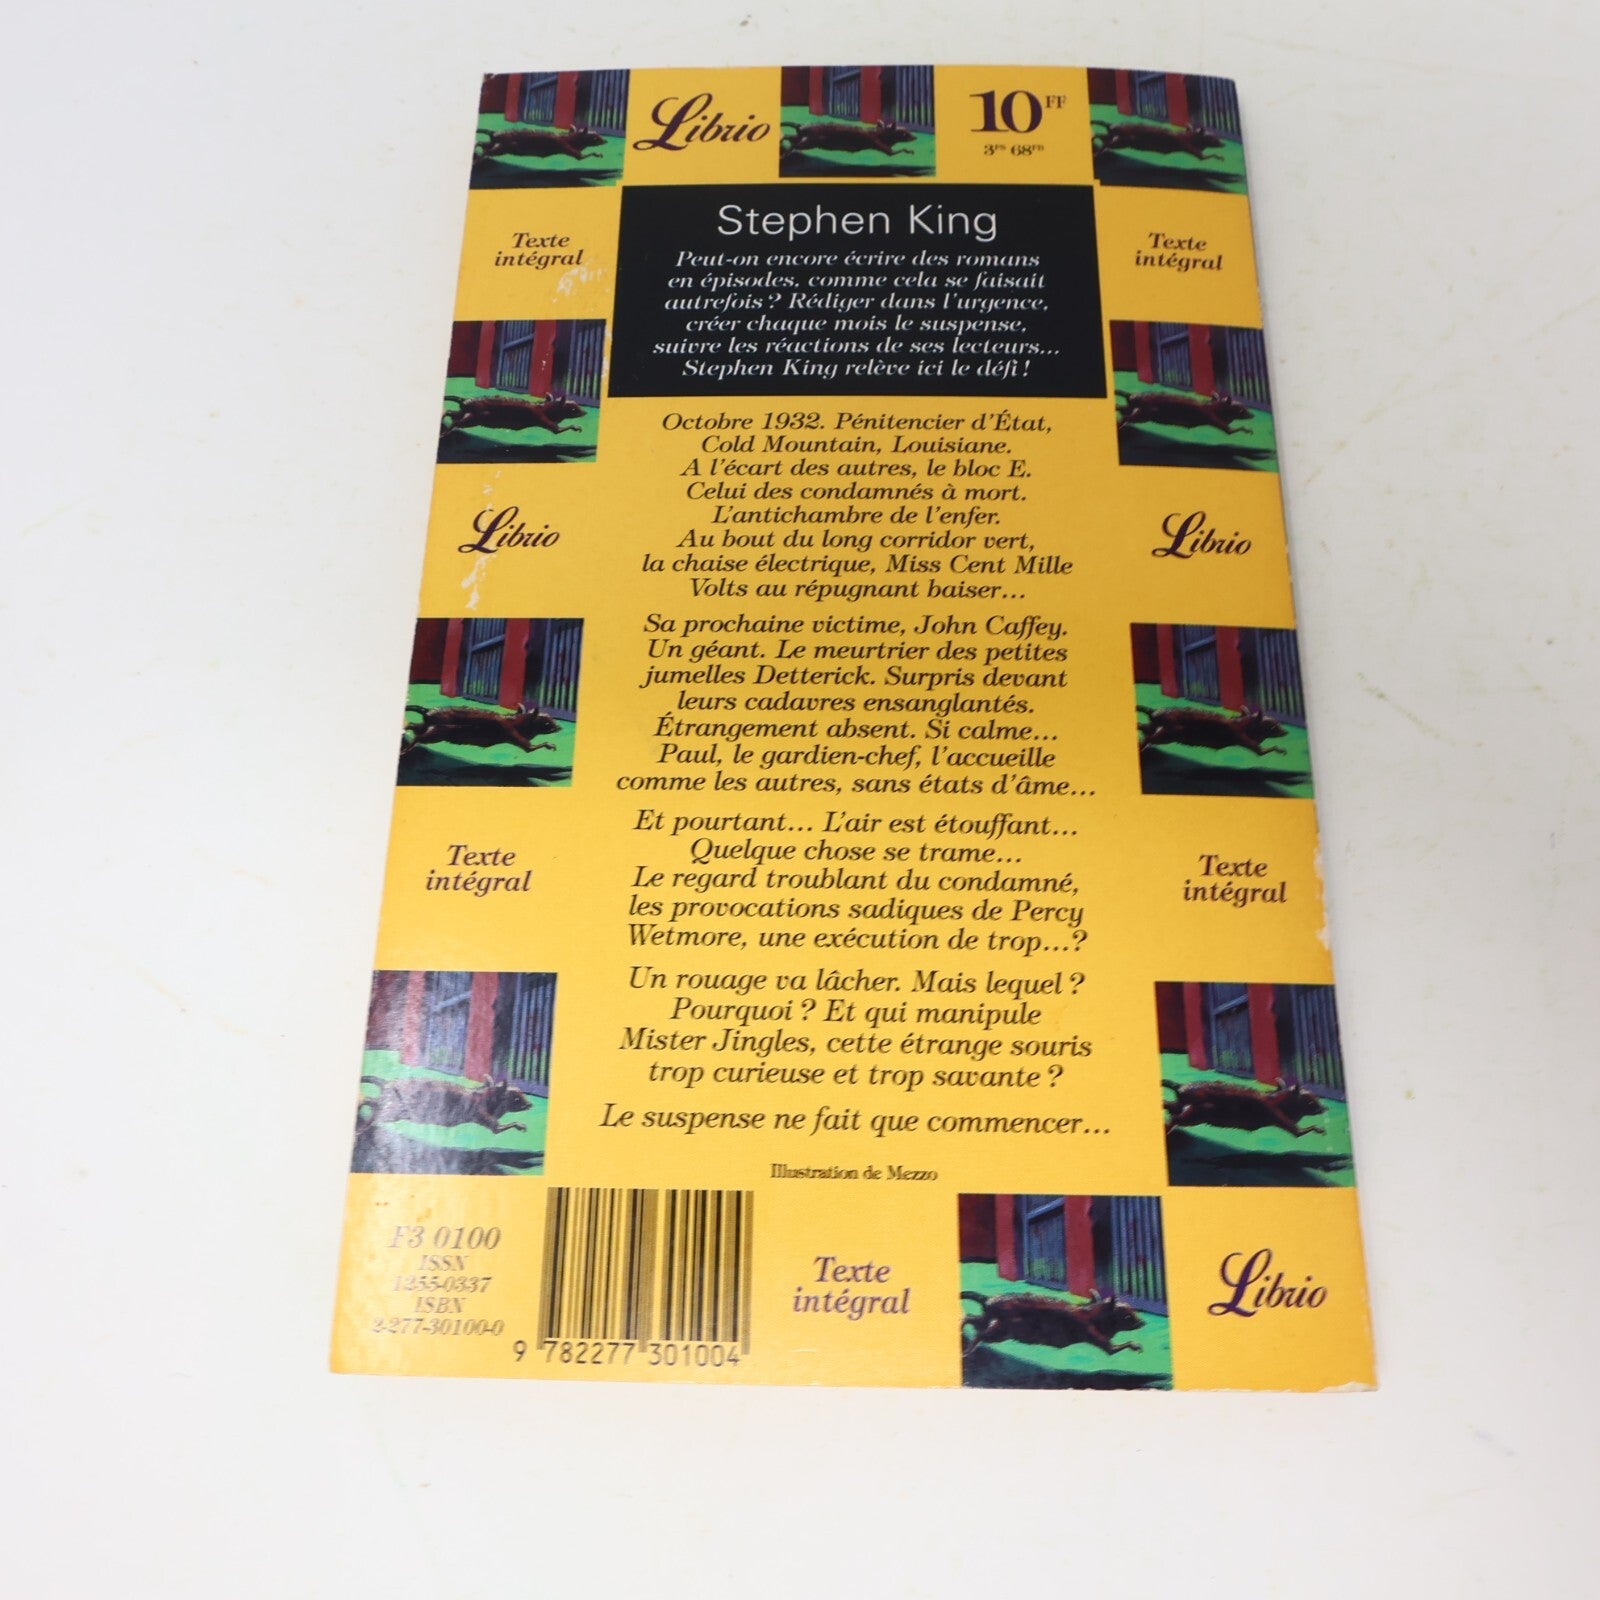 Librio
10FF
3FS 68FB
Texte
intégral
Texte
intégral
Stephen King
Peut-on encore écrire des romans
en épisodes, comme cela se faisait
autrefois ? Rédiger dans l'urgence,
créer chaque mois le suspense,
suivre les réactions de ses lecteurs...
Stephen King relève ici le défi !
Octobre 1932. Pénitencier d'État,
Cold Mountain, Louisiane.
A l'écart des autres, le bloc E.
Celui des condamnés à mort.
L'antichambre de l'enfer.
Au bout du long corridor vert,
la chaise électrique, Miss Cent Mille
Volts au répugnant baiser...
Librio
Librio
Sa prochaine victime, John Caffey.
Un géant. Le meurtrier des petites
jumelles Detterick. Surpris devant
leurs cadavres ensanglantés.
Étrangement absent. Si calme...
Paul, le gardien-chef, l'accueille
comme les autres, sans états d'âme...
Et pourtant... L'air est étouffant...
Quelque chose se trame...
Le regard troublant du condamné,
les provocations sadiques de Percy
Wetmore, une exécution de trop...?
Texte
intégral
Texte
intégral
Un rouage va lâcher. Mais lequel ?
Pourquoi ? Et qui manipule
Mister Jingles, cette étrange souris
trop curieuse et trop savante ?
Le suspense ne fait que commencer...
Illustration de Mezzo
F3 0100
ISSN
1255-0337
ISBN
2-277-30100-0
9 782277 301004
Texte
intégral
Librio